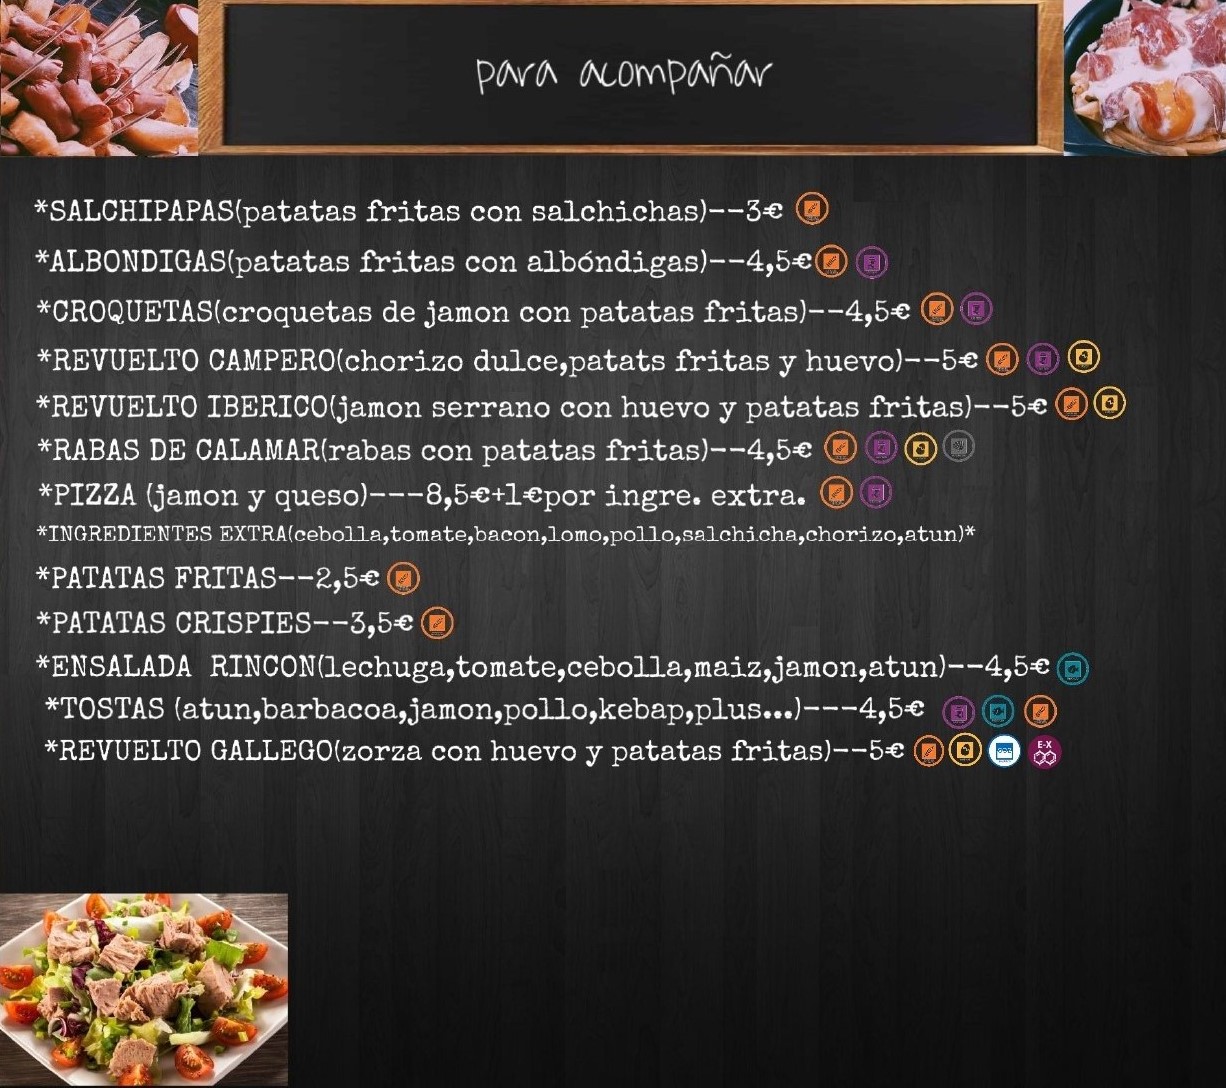 para acompañar
*SALCHIPAPAS(patatas fritas con salchichas)--3€
*ALBONDIGAS(patatas fritas con albóndigas)--4,5€
*CROQUETAS(croquetas de jamon con patatas fritas)--4,5€
*REVUELTO CAMPERO(chorizo dulce,patats fritas y huevo)--5€
*REVUELTO IBERICO(jamon serrano con huevo y patatas fritas)--5€
*RABAS DE CALAMAR(rabas con patatas fritas)--4,5€
*PIZZA (jamon y queso)---8,5€+1€por ingre. extra.
*INGREDIENTES EXTRA(cebolla,tomate,bacon,lomo,pollo,salchicha,chorizo,atun)*
*PATATAS FRITAS--2,5€
*PATATAS CRISPIES--3,5€
*ENSALADA RINCON(lechuga,tomate,cebolla,maiz,jamon,atun)--4,5€
*TOSTAS (atun,barbacoa,jamon,pollo,kebap,plus...)---4,5€
*REVUELTO GALLEGO(zorza con huevo y patatas fritas)--5€ E-X